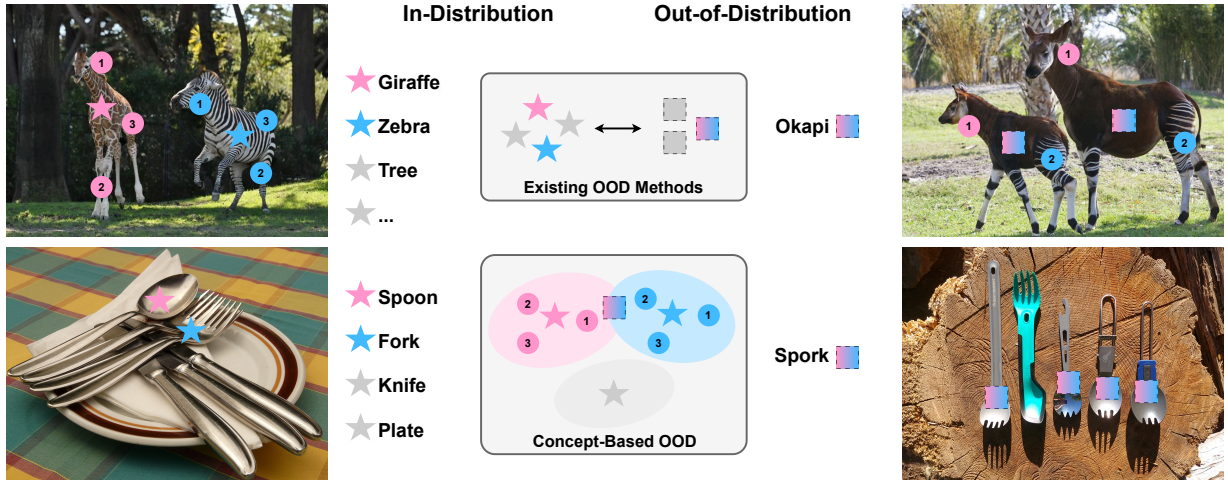 In-Distribution
Out-of-Distribution
1
3
2
1
3
2
Giraffe
Zebra
Tree
...
Existing OOD Methods
Okapi
1
1
2
2
Spoon
Fork
Knife
Plate
2
1
3
2
1
3
Concept-Based OOD
Spork